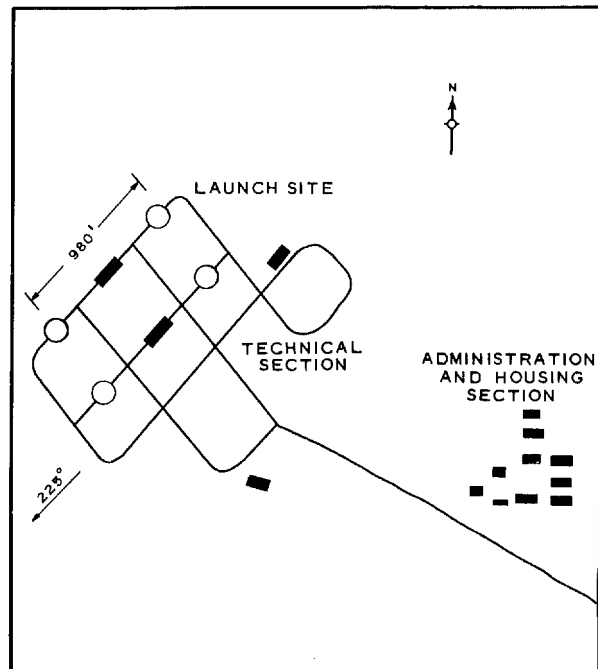 N
LAUNCH SITE
980'
TECHNICAL
SECTION
ADMINISTRATION
AND HOUSING
SECTION
225°